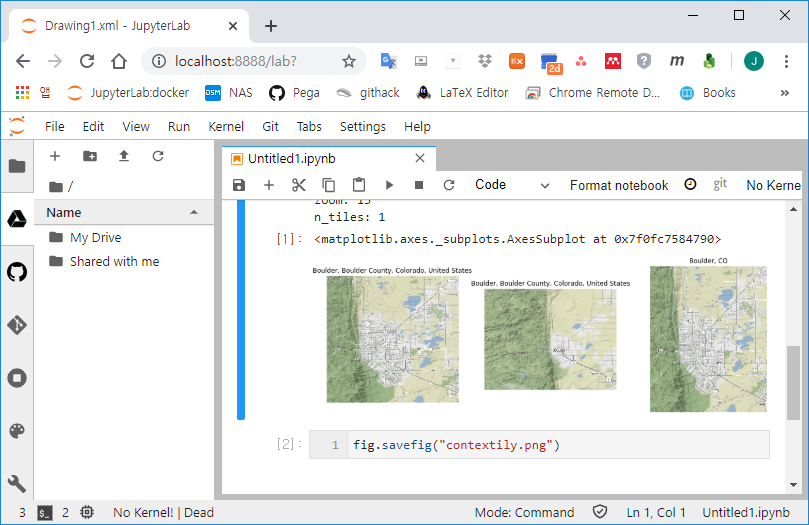 Drawing1.xml - JupyterLab
localhost:8888/lab?
EX
2d
m
J
JupyterLab:docker
DSM
NAS
Pega
githack
LaTeX Editor
Chrome Remote D...
Books
»
File Edit View Run Kernel Git Tabs Settings Help
/
Name
My Drive
Shared with me
Untitled1.ipynb
Code
Format notebook
git
No Kerne
zoom: 13
n_tiles: 1
[1]: <matplotlib.axes._subplots.AxesSubplot at 0x7f0fc7584790>
Boulder, Boulder County, Colorado, United States
Boulder, Boulder County, Colorado, United States
Boulder, CO
[2]: 1 fig.savefig("contextily.png")
3 $_ 2 No Kernel! | Dead Mode: Command Ln 1, Col 1 Untitled1.ipynb